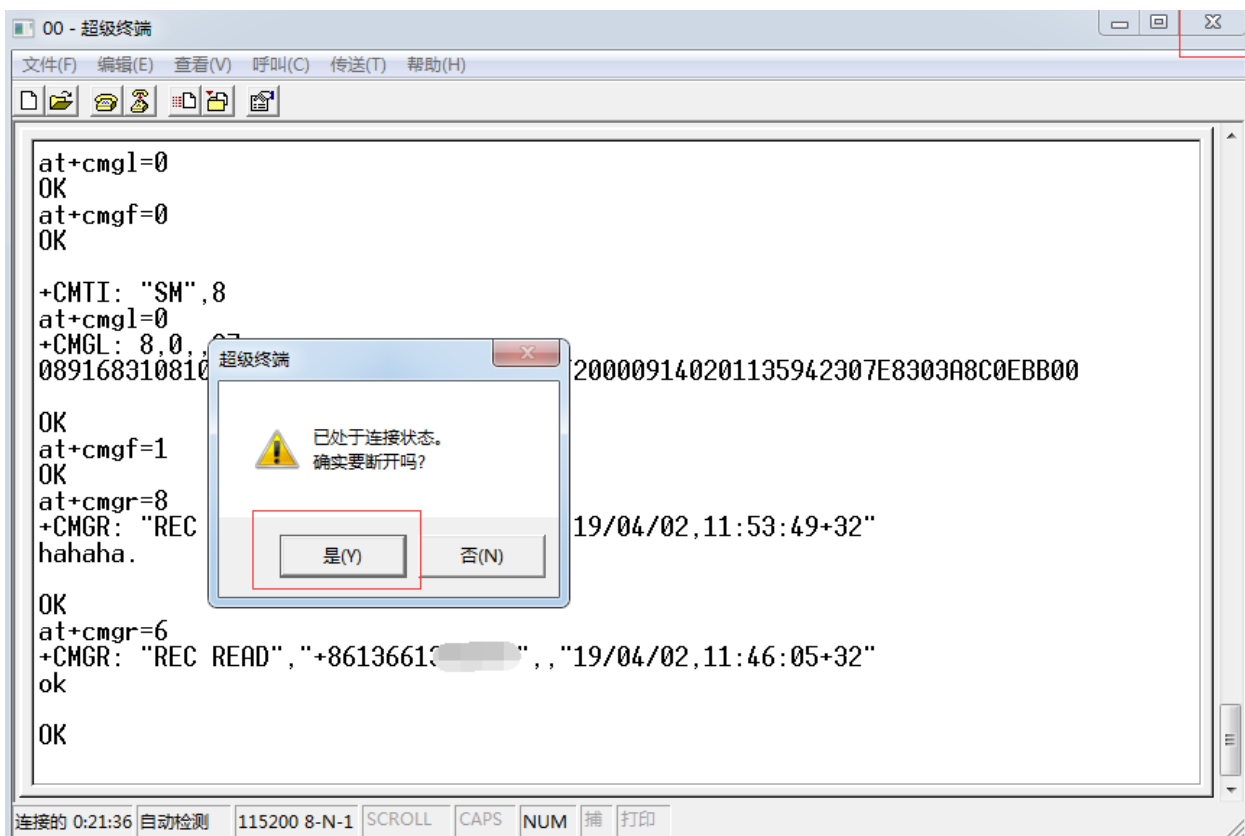 00 - 超级终端
文件(F) 编辑(E) 查看(V) 呼叫(C) 传送(T) 帮助(H)
at+cmgl=0
OK
at+cmgf=0
OK
+CMTI: "SM",8
at+cmgl=0
+CMGL: 8,0,,
089168310810 200009140201135942307E8303A8C0EBB00
OK
at+cmgf=1
OK
at+cmgr=8
+CMGR: "REC 19/04/02,11:53:49+32"
hahaha.
OK
at+cmgr=6
+CMGR: "REC READ","+86136613 ",,"19/04/02,11:46:05+32"
ok
OK
超级终端
已处于连接状态。
确实要断开吗?
是(Y) 否(N)
连接的 0:21:36 自动检测 115200 8-N-1 SCROLL CAPS NUM 捕 打印